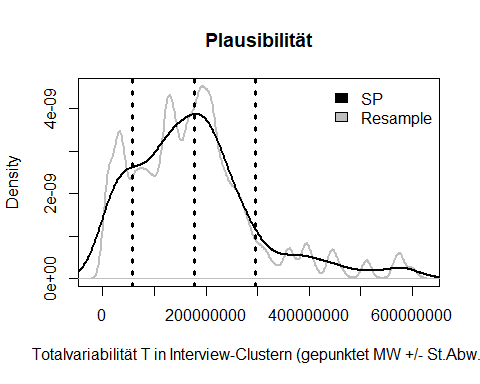 Plausibilität
SP
Resample
Density
0e+00
2e-09
4e-09
0
200000000
400000000
600000000
Totalvariabilität T in Interview-Clustern (gepunktet MW +/- St.Abw.